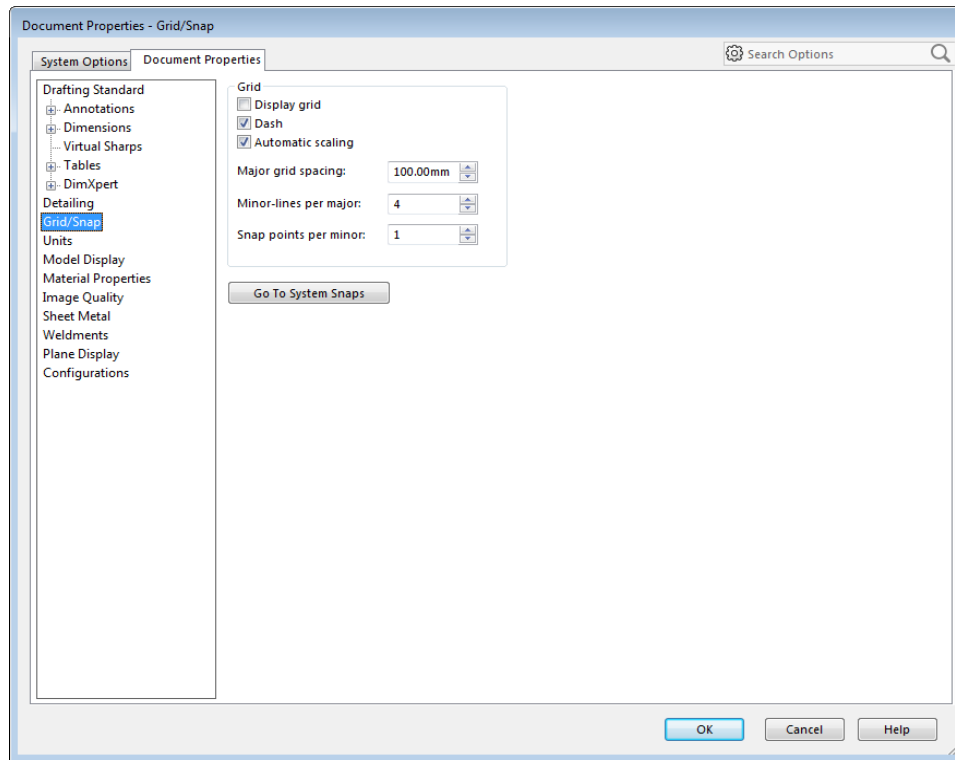 Document Properties - Grid/Snap
System Options
Document Properties
Search Options
Drafting Standard
Annotations
Dimensions
Virtual Sharps
Tables
DimXpert
Detailing
Grid/Snap
Units
Model Display
Material Properties
Image Quality
Sheet Metal
Weldments
Plane Display
Configurations
Grid
Display grid
Dash
Automatic scaling
Major grid spacing: 100.00mm
Minor-lines per major: 4
Snap points per minor: 1
Go To System Snaps
OK
Cancel
Help